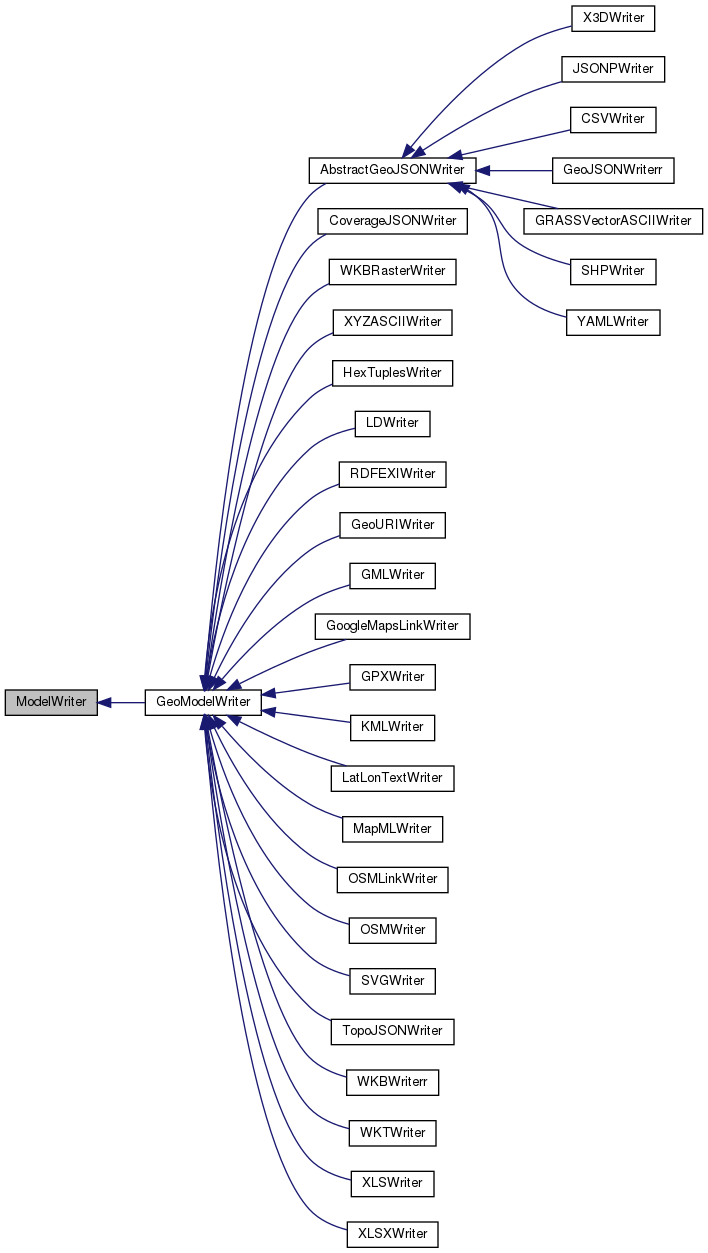 X3DWriter
JSONPWriter
CSVWriter
AbstractGeoJSONWriter
GeoJSONWriterr
CoverageJSONWriter
GRASSVectorASCIIWriter
WKBRasterWriter
SHPWriter
XYZASCIIWriter
YAMLWriter
HexTuplesWriter
LDWriter
RDFEXIWriter
GeoURIWriter
GMLWriter
GoogleMapsLinkWriter
GPXWriter
ModelWriter
GeoModelWriter
KMLWriter
LatLonTextWriter
MapMLWriter
OSMLinkWriter
OSMWriter
SVGWriter
TopoJSONWriter
WKBWriterr
WKTWriter
XLSWriter
XLSXWriter